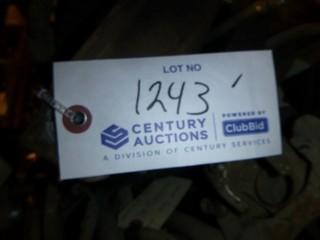 LOT NO
1243
CENTURY AUCTIONS
POWERED BY
ClubBid
A DIVISION OF CENTURY SERVICES